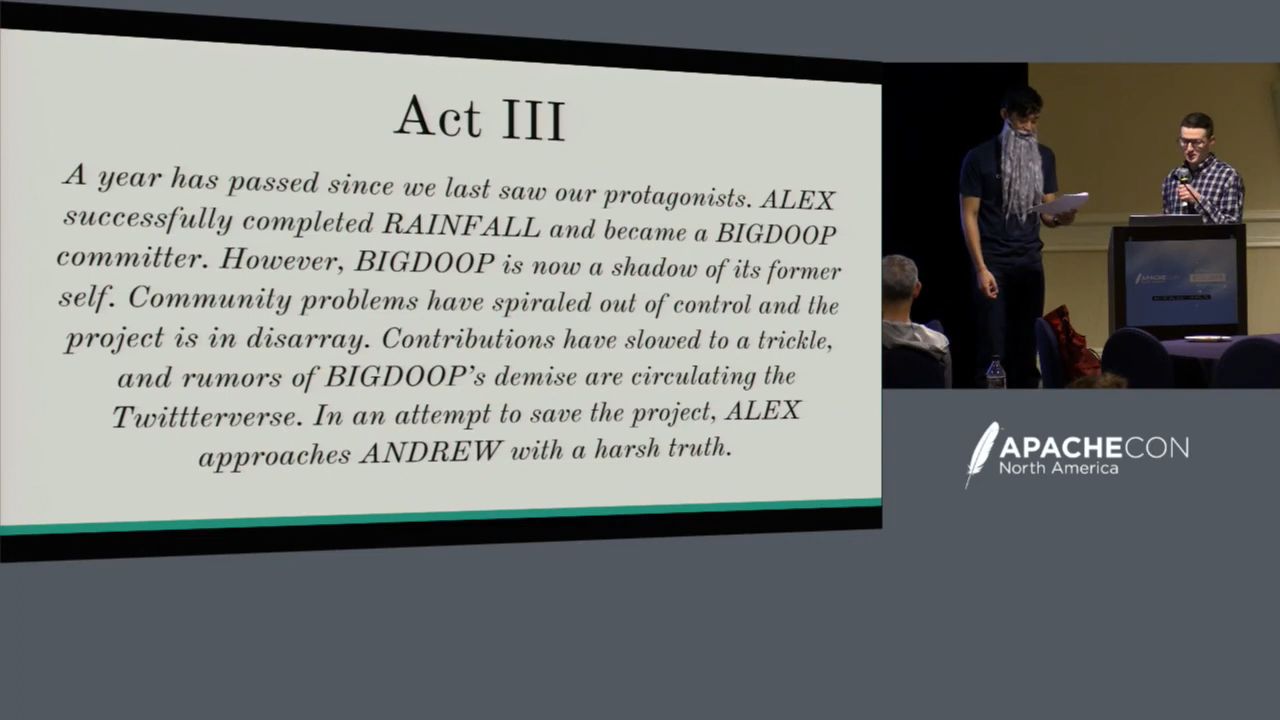 Act III
A year has passed since we last saw our protagonists. ALEX
successfully completed RAINFALL and became a BIGDOOP
committer. However, BIGDOOP is now a shadow of its former
self. Community problems have spiraled out of control and the
project is in disarray. Contributions have slowed to a trickle,
and rumors of BIGDOOP's demise are circulating the
Twittterverse. In an attempt to save the project, ALEX
approaches ANDREW with a harsh truth.
APACHECON
North America